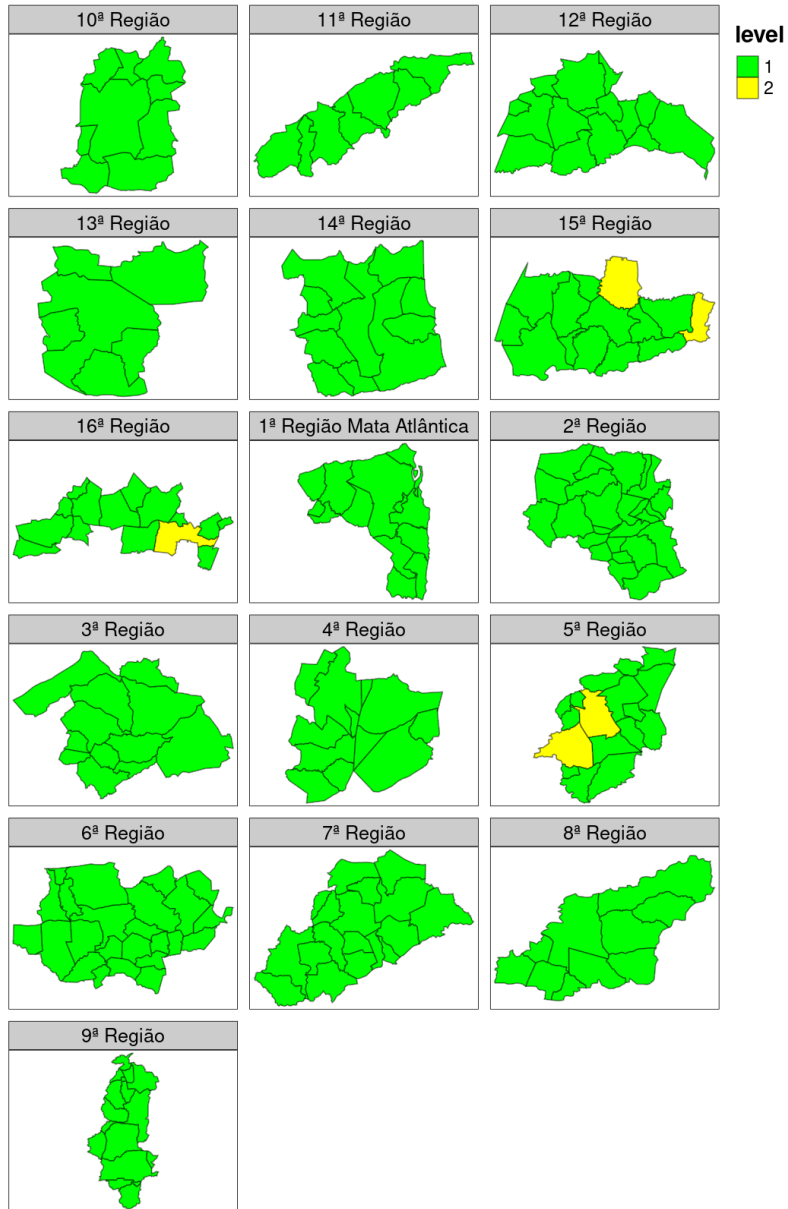 10ª Região
11ª Região
12ª Região
level
1
2
13ª Região
14ª Região
15ª Região
16ª Região
1ª Região Mata Atlântica
2ª Região
3ª Região
4ª Região
5ª Região
6ª Região
7ª Região
8ª Região
9ª Região